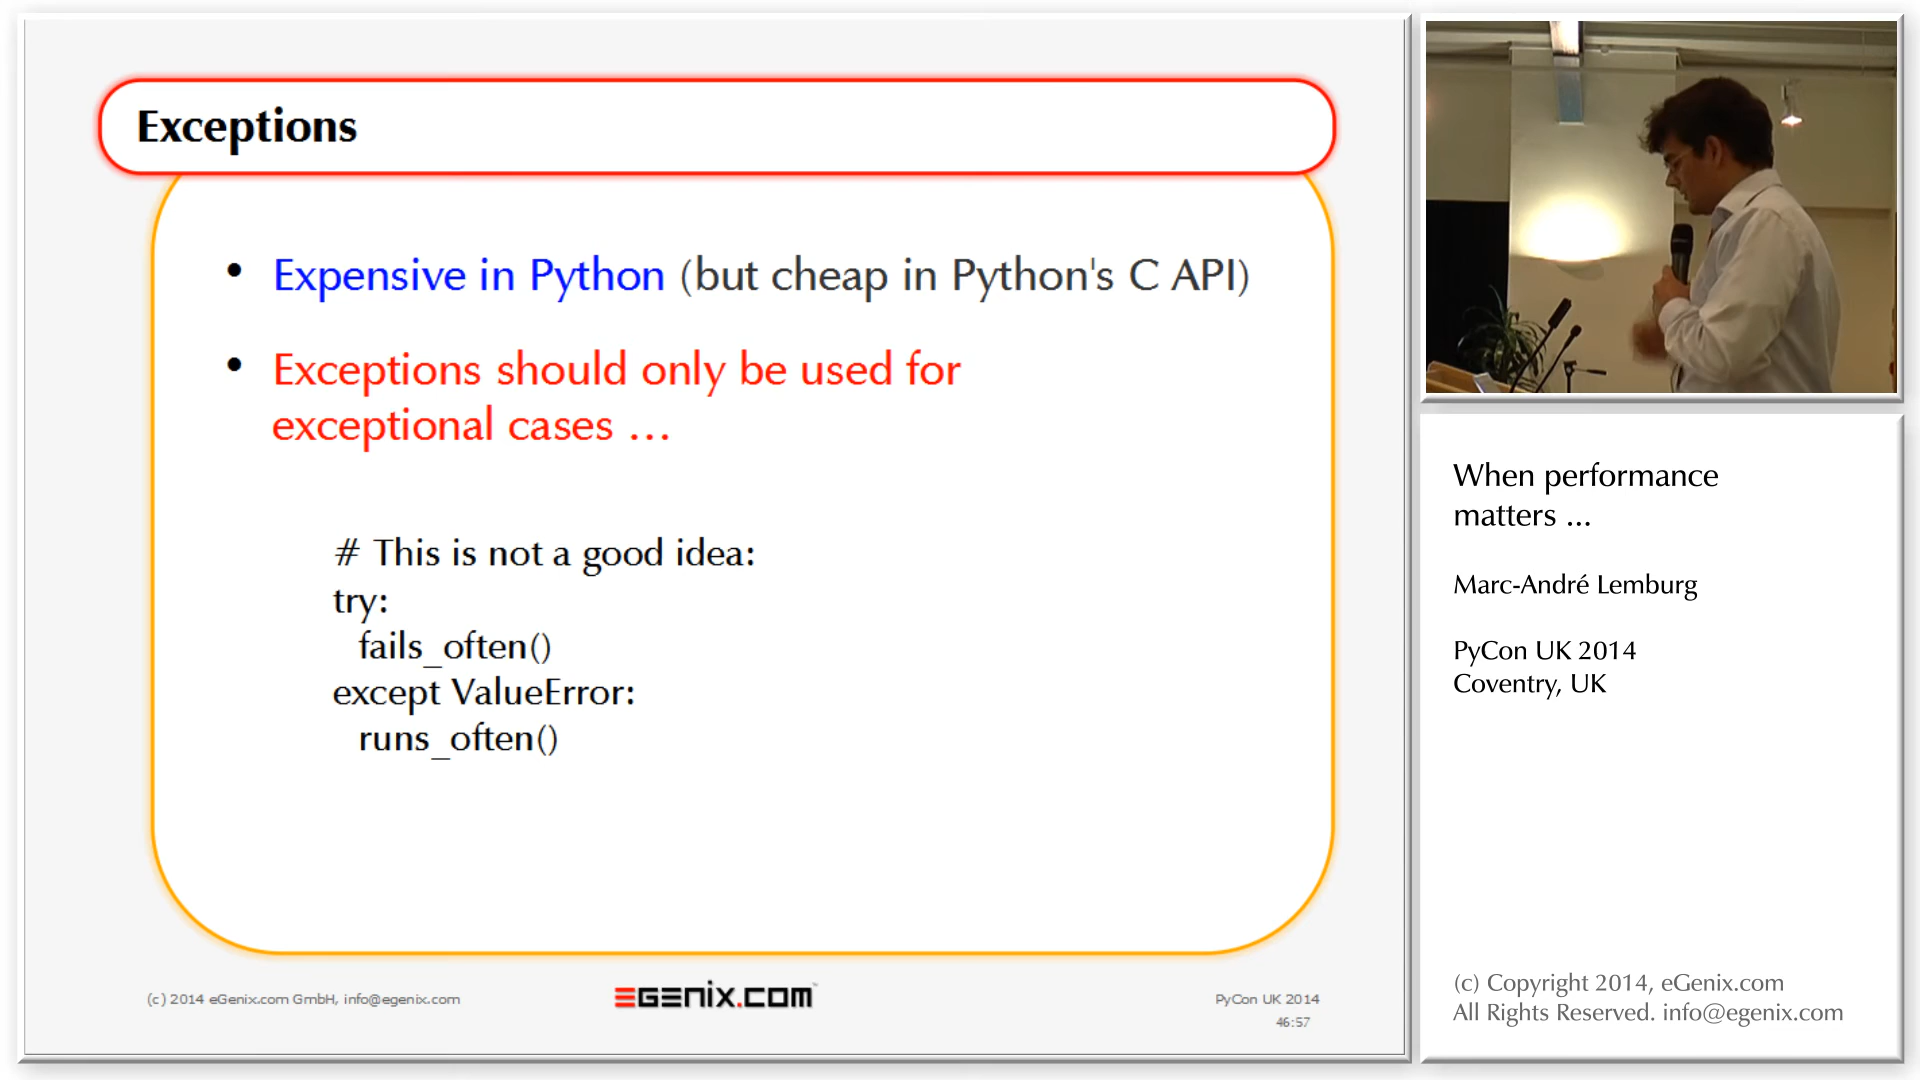 Exceptions
• Expensive in Python (but cheap in Python's C API)
• Exceptions should only be used for
exceptional cases ...
# This is not a good idea:
try:
fails_often()
except ValueError:
runs_often()
(c) 2014 eGenix.com GmbH, info@egenix.com
EGENIX.COM
PyCon UK 2014
46:57
When performance
matters ...
Marc-André Lemburg
PyCon UK 2014
Coventry, UK
(c) Copyright 2014, eGenix.com
All Rights Reserved. info@egenix.com